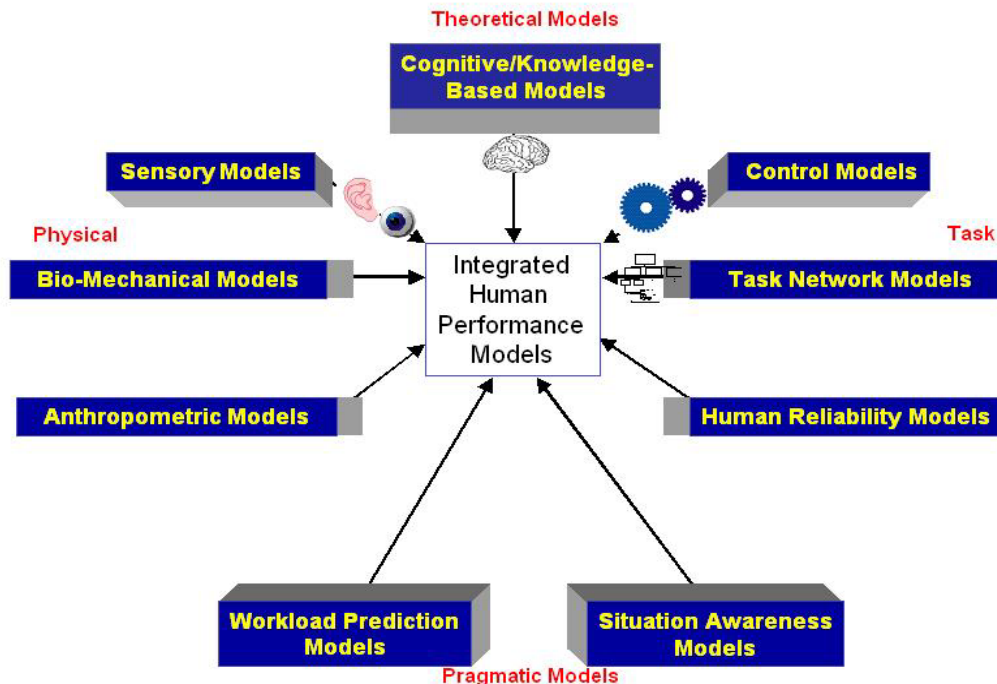 Theoretical Models
Cognitive/Knowledge-
Based Models
Sensory Models
Control Models
Physical
Task
Bio-Mechanical Models
Integrated
Human
Performance
Models
Task Network Models
Anthropometric Models
Human Reliability Models
Workload Prediction
Models
Situation Awareness
Models
Pragmatic Models